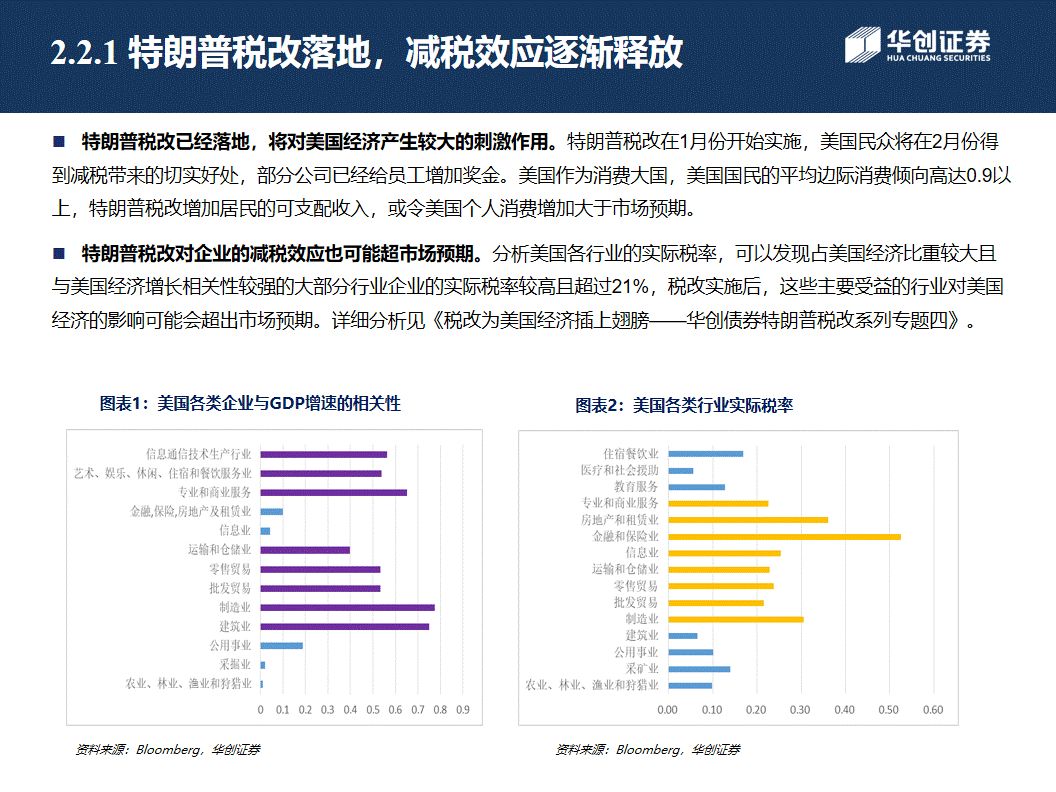 2.2.1 特朗普税改落地，减税效应逐渐释放
华创证券
HUA CHUANG SECURITIES
■ 特朗普税改已经落地，将对美国经济产生较大的刺激作用。特朗普税改在1月份开始实施，美国民众将在2月份得
到减税带来的切实好处，部分公司已经给员工增加奖金。美国作为消费大国，美国国民的平均边际消费倾向高达0.9以
上，特朗普税改增加居民的可支配收入，或令美国个人消费增加大于市场预期。
■ 特朗普税改对企业的减税效应也可能超市场预期。分析美国各行业的实际税率，可以发现占美国经济比重较大且
与美国经济增长相关性较强的大部分行业企业的实际税率较高且超过21%，税改实施后，这些主要受益的行业对美国
经济的影响可能会超出市场预期。详细分析见《税改为美国经济插上翅膀——华创债券特朗普税改系列专题四》。
图表1：美国各类企业与GDP增速的相关性
信息通信技术生产行业
艺术、娱乐、休闲、住宿和餐饮服务业
专业和商业服务
金融,保险,房地产及租赁业
信息业
运输和仓储业
零售贸易
批发贸易
制造业
建筑业
公用事业
采掘业
农业、林业、渔业和狩猎业
0 0.1 0.2 0.3 0.4 0.5 0.6 0.7 0.8 0.9
资料来源：Bloomberg，华创证券
图表2：美国各类行业实际税率
住宿餐饮业
医疗和社会援助
教育服务
专业和商业服务
房地产和租赁业
金融和保险业
信息业
运输和仓储业
零售贸易
批发贸易
制造业
建筑业
公用事业
采矿业
农业、林业、渔业和狩猎业
0.00 0.10 0.20 0.30 0.40 0.50 0.60
资料来源：Bloomberg，华创证券